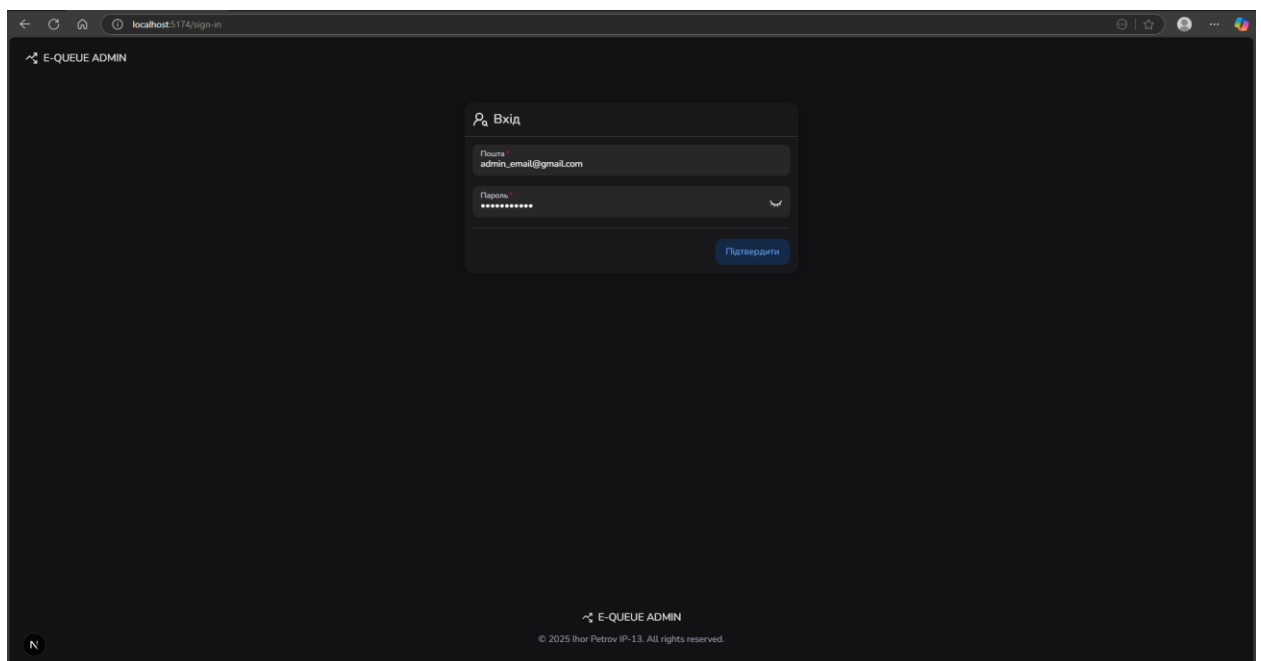 localhost:5174/sign-in
E-QUEUE ADMIN
Вхід
Пошта *
admin_email@gmail.com
Пароль *
•••••••••••
Підтвердити
E-QUEUE ADMIN
© 2025 Ihor Petrov IP-13. All rights reserved.
N